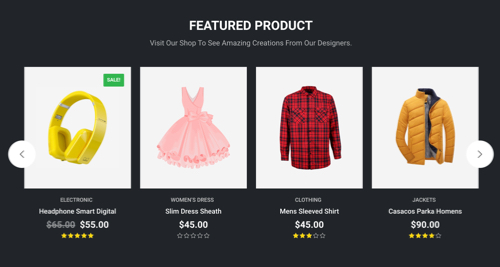 FEATURED PRODUCT
Visit Our Shop To See Amazing Creations From Our Designers.
SALE!
ELECTRONIC
Headphone Smart Digital
$65.00 $55.00
WOMEN'S DRESS
Slim Dress Sheath
$45.00
CLOTHING
Mens Sleeved Shirt
$45.00
JACKETS
Casacos Parka Homens
$90.00